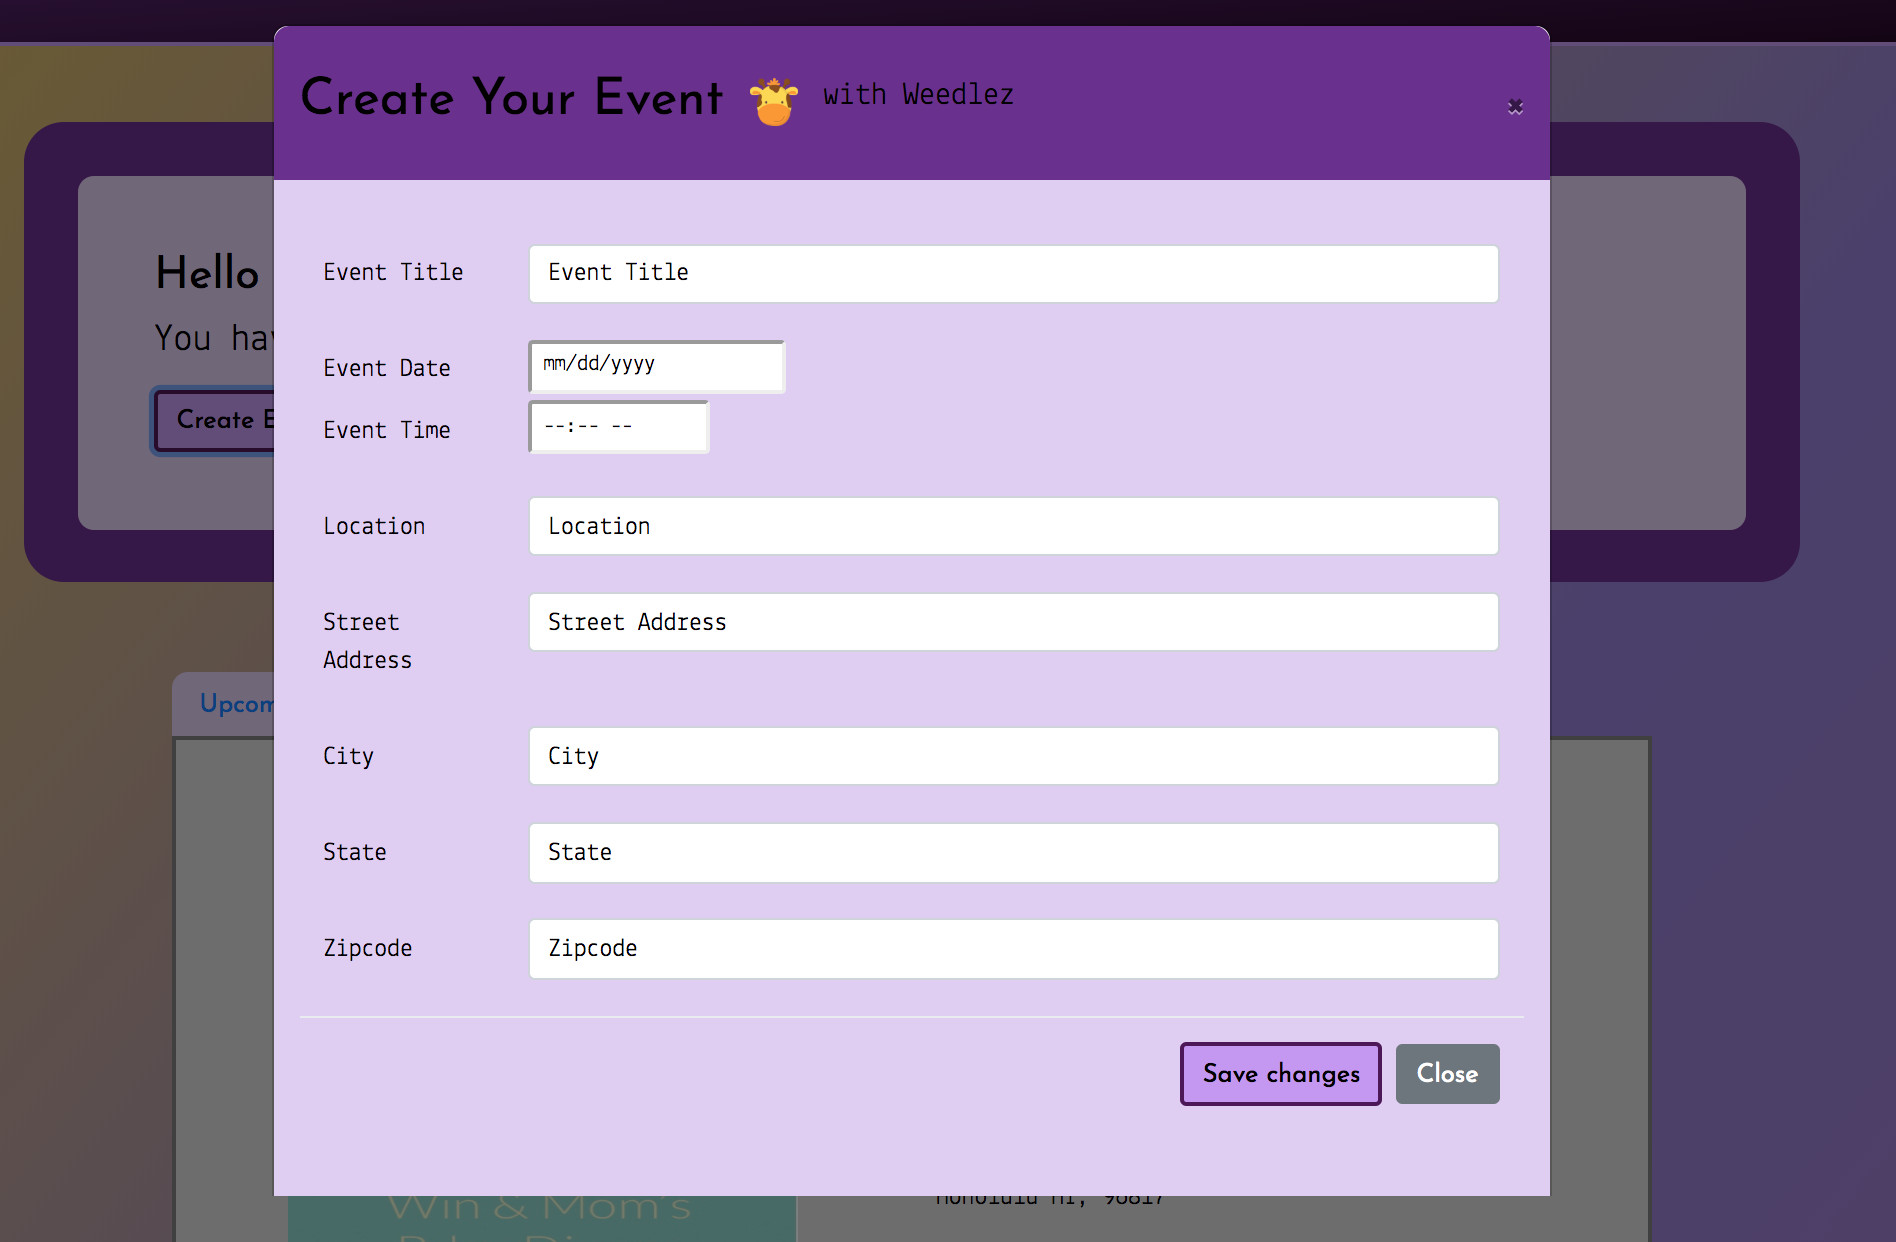 Create Your Event with Weedlez
Hello
You hav
Create E
Upcom
Event Title
Event Title
Event Date
mm/dd/yyyy
Event Time
--:-- --
Location
Location
Street
Address
Street Address
City
City
State
State
Zipcode
Zipcode
Save changes
Close
Win & Mom's
Honolulu HI, 96817